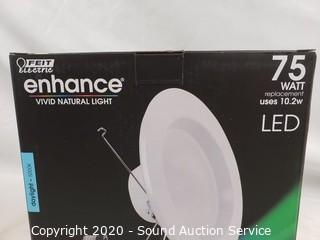 FEIT
Electric
enhance®
VIVID NATURAL LIGHT
75
WATT
replacement
uses 10.2w
LED
daylight - 5000k
Copyright 2020 - Sound Auction Service